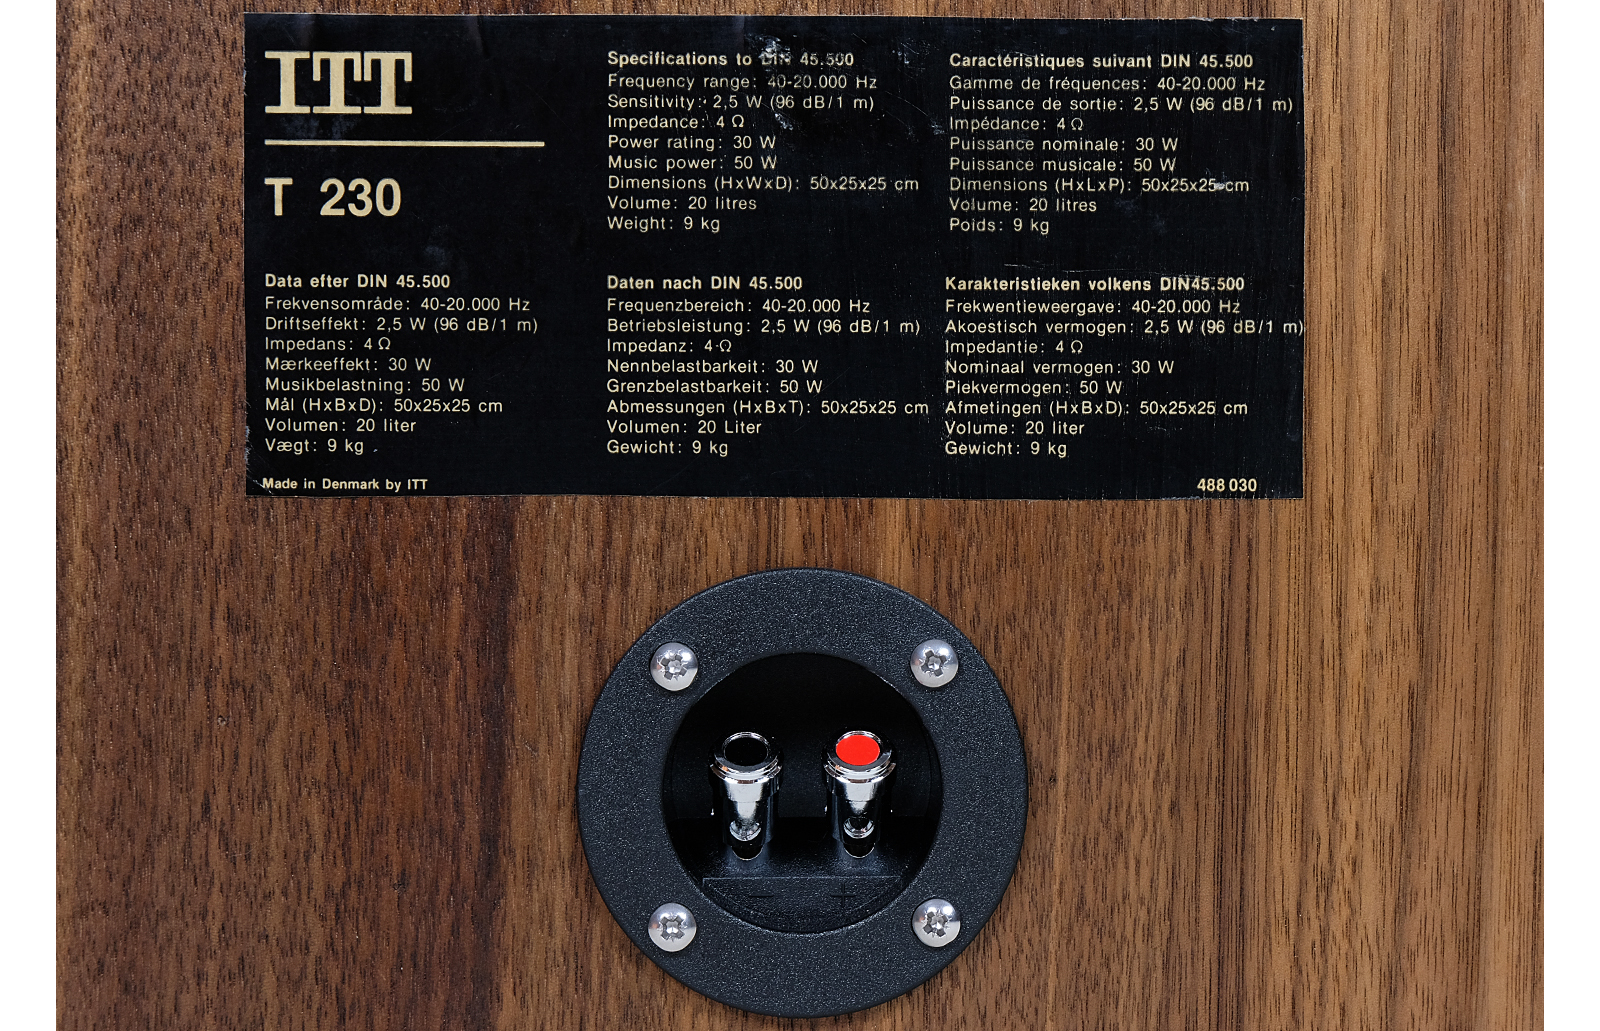 ITT
T 230
Specifications to DIN 45.500
Frequency range: 40-20.000 Hz
Sensitivity: 2,5 W (96 dB/1 m)
Impedance: 4 Ω
Power rating: 30 W
Music power: 50 W
Dimensions (HxWxD): 50x25x25 cm
Volume: 20 litres
Weight: 9 kg
Caractéristiques suivant DIN 45.500
Gamme de fréquences: 40-20.000 Hz
Puissance de sortie: 2,5 W (96 dB/1 m)
Impédance: 4 Ω
Puissance nominale: 30 W
Puissance musicale: 50 W
Dimensions (HxLxP): 50x25x25 cm
Volume: 20 litres
Poids: 9 kg
Data efter DIN 45.500
Frekvensområde: 40-20.000 Hz
Driftseffekt: 2,5 W (96 dB/1 m)
Impedans: 4 Ω
Mærkeeffekt: 30 W
Musikbelastning: 50 W
Mål (HxBxD): 50x25x25 cm
Volumen: 20 liter
Vægt: 9 kg
Daten nach DIN 45.500
Frequenzbereich: 40-20.000 Hz
Betriebsleistung: 2,5 W (96 dB/1 m)
Impedanz: 4 Ω
Nennbelastbarkeit: 30 W
Grenzbelastbarkeit: 50 W
Abmessungen (HxBxT): 50x25x25 cm
Volumen: 20 Liter
Gewicht: 9 kg
Karakteristieken volkens DIN45.500
Frekwentieweergave: 40-20.000 Hz
Akoestisch vermogen: 2,5 W (96 dB/1 m)
Impedantie: 4 Ω
Nominaal vermogen: 30 W
Piekvermogen: 50 W
Afmetingen (HxBxD): 50x25x25 cm
Volume: 20 liter
Gewicht: 9 kg
Made in Denmark by ITT
488 030
− +